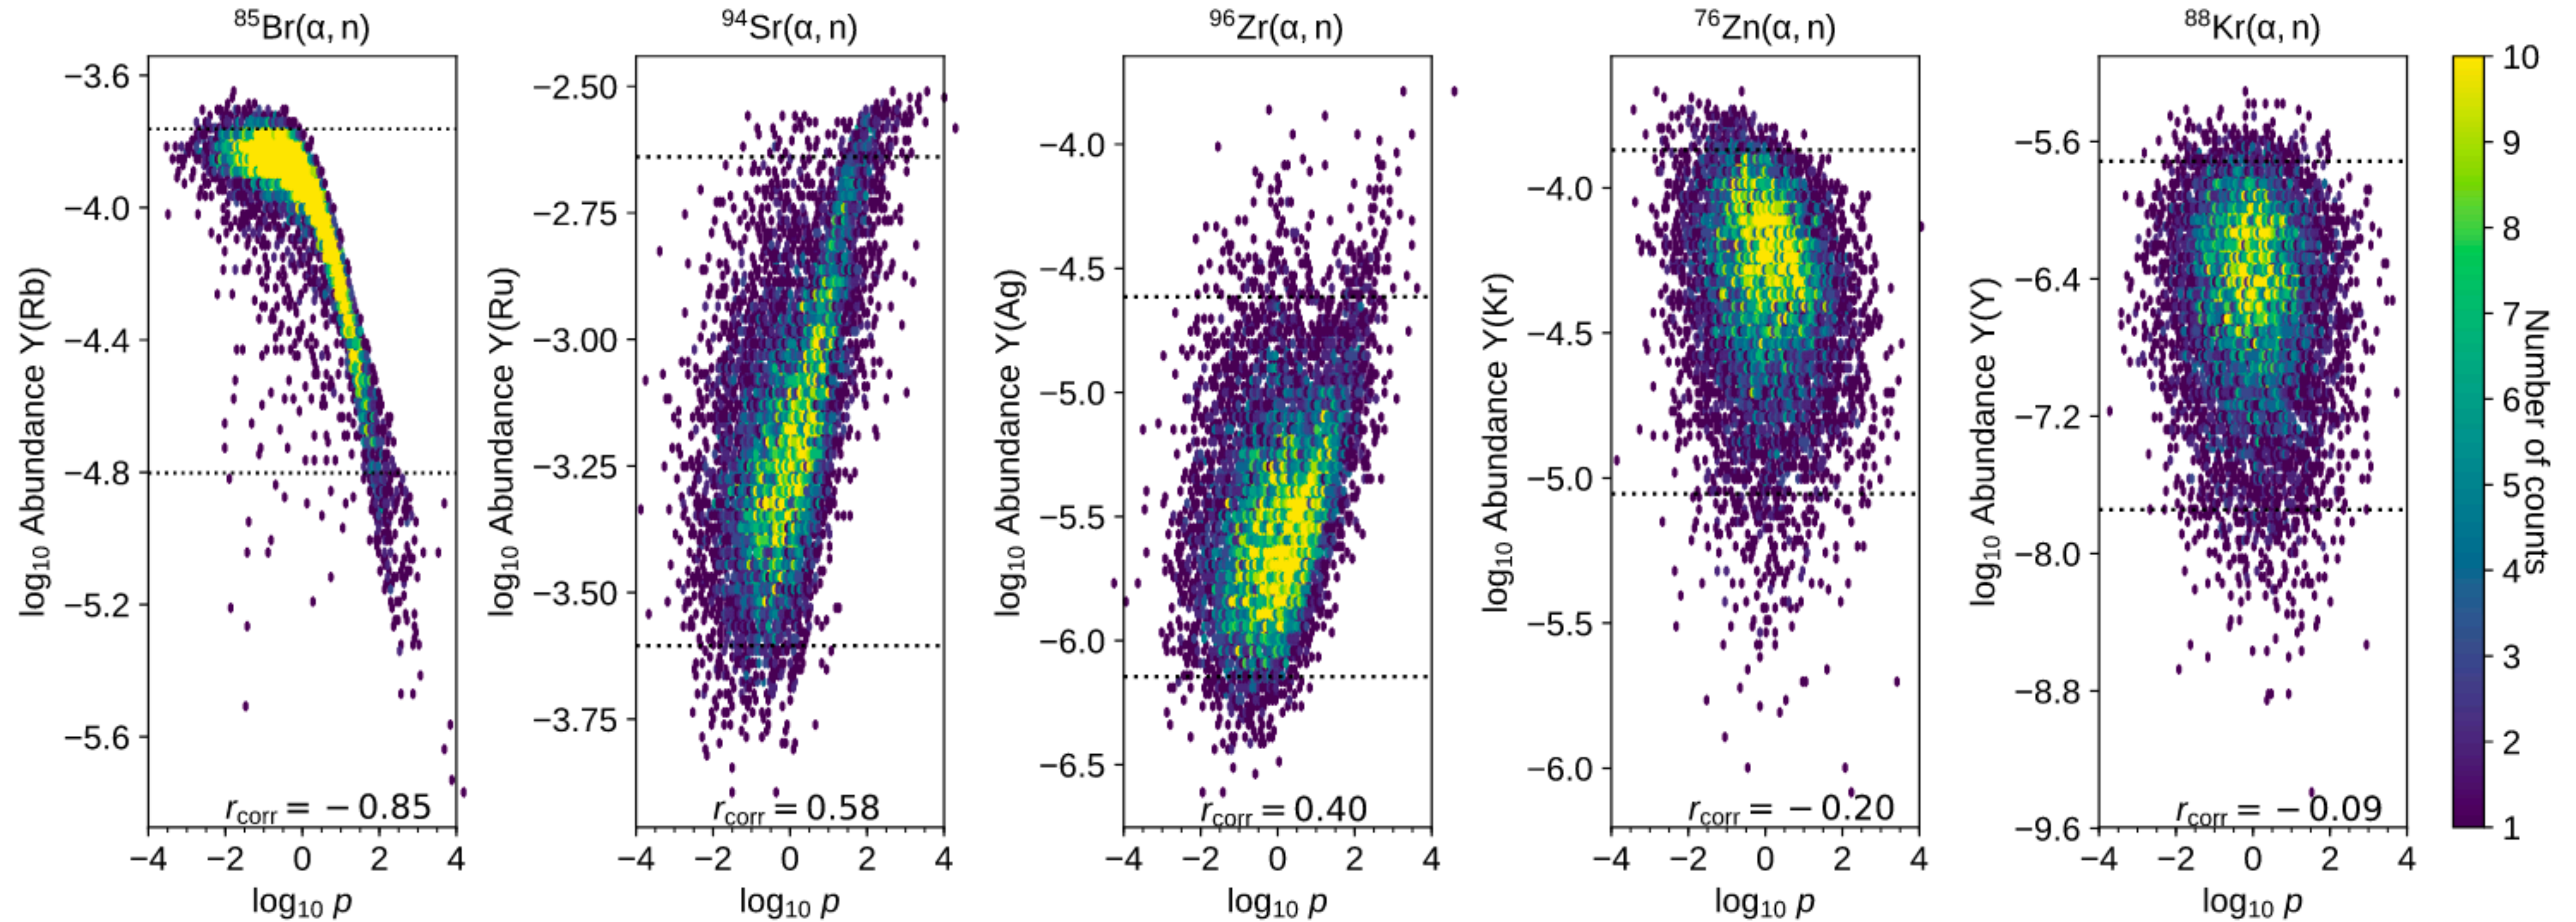 ⁸⁵Br(α, n)
−3.6
−4.0
−4.4
−4.8
−5.2
−5.6
log₁₀ Abundance Y(Rb)
r_corr = −0.85
−4 −2 0 2 4
log₁₀ p
⁹⁴Sr(α, n)
−2.50
−2.75
−3.00
−3.25
−3.50
−3.75
log₁₀ Abundance Y(Ru)
r_corr = 0.58
−4 −2 0 2 4
log₁₀ p
⁹⁶Zr(α, n)
−4.0
−4.5
−5.0
−5.5
−6.0
−6.5
log₁₀ Abundance Y(Ag)
r_corr = 0.40
−4 −2 0 2 4
log₁₀ p
⁷⁶Zn(α, n)
−4.0
−4.5
−5.0
−5.5
−6.0
log₁₀ Abundance Y(Kr)
r_corr = −0.20
−4 −2 0 2 4
log₁₀ p
⁸⁸Kr(α, n)
−5.6
−6.4
−7.2
−8.0
−8.8
−9.6
log₁₀ Abundance Y(Y)
r_corr = −0.09
−4 −2 0 2 4
log₁₀ p
10
9
8
7
6
5
4
3
2
1
Number of counts